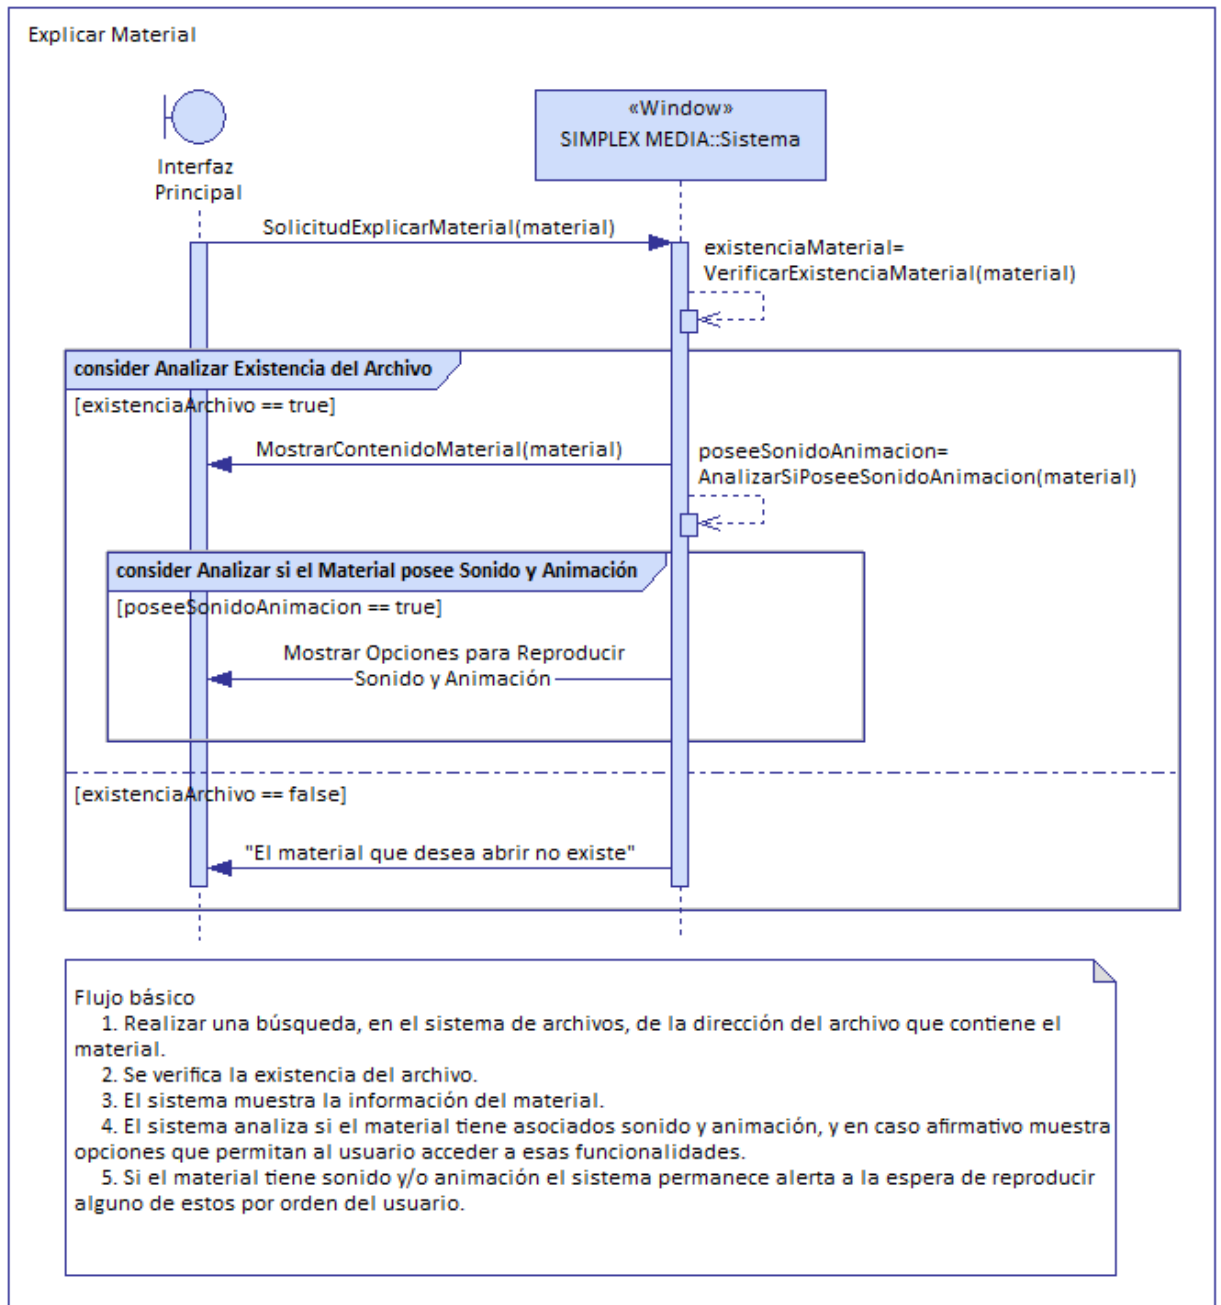 Explicar Material
«Window»
SIMPLEX MEDIA::Sistema
Interfaz
Principal
SolicitudExplicarMaterial(material)
existenciaMaterial=
VerificarExistenciaMaterial(material)
consider Analizar Existencia del Archivo
[existenciaArchivo == true]
MostrarContenidoMaterial(material)
poseeSonidoAnimacion=
AnalizarSiPoseeSonidoAnimacion(material)
consider Analizar si el Material posee Sonido y Animación
[poseeSonidoAnimacion == true]
Mostrar Opciones para Reproducir
Sonido y Animación
[existenciaArchivo == false]
"El material que desea abrir no existe"
Flujo básico
1. Realizar una búsqueda, en el sistema de archivos, de la dirección del archivo que contiene el
material.
2. Se verifica la existencia del archivo.
3. El sistema muestra la información del material.
4. El sistema analiza si el material tiene asociados sonido y animación, y en caso afirmativo muestra
opciones que permitan al usuario acceder a esas funcionalidades.
5. Si el material tiene sonido y/o animación el sistema permanece alerta a la espera de reproducir
alguno de estos por orden del usuario.